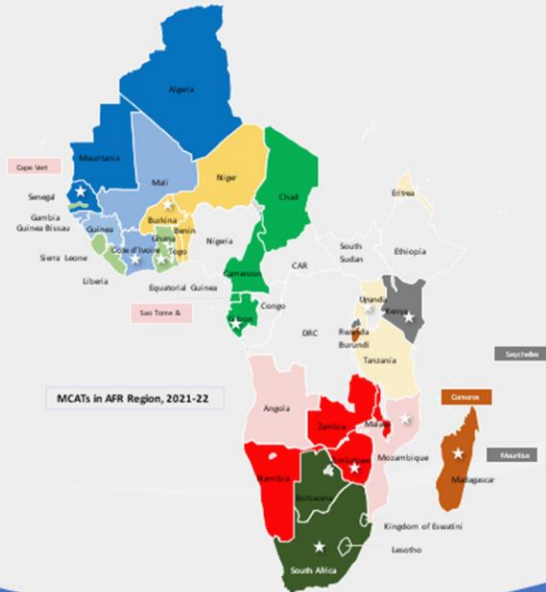 Algeria
Mauritania
Cape Vert
Mali
Niger
Chad
Eritrea
Senegal
Gambia
Guinea Bissau
Guinea
Burkina
Benin
Ghana
Togo
Cote d'Ivoire
Nigeria
Sierra Leone
Liberia
South
Sudan
Ethiopia
CAR
Cameroon
Equatorial Guinea
Sao Tome &
Congo
Gabon
DRC
Uganda
Kenya
Rwanda
Burundi
Tanzania
Seychelles
MCATs in AFR Region, 2021-22
Angola
Comoros
Zambia
Malawi
Mozambique
Mauritius
Zimbabwe
Namibia
Madagascar
Botswana
Kingdom of Eswatini
Lesotho
South Africa